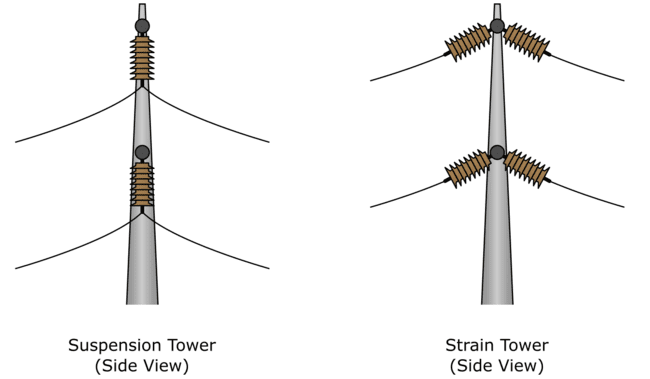 Suspension Tower
(Side View)
Strain Tower
(Side View)